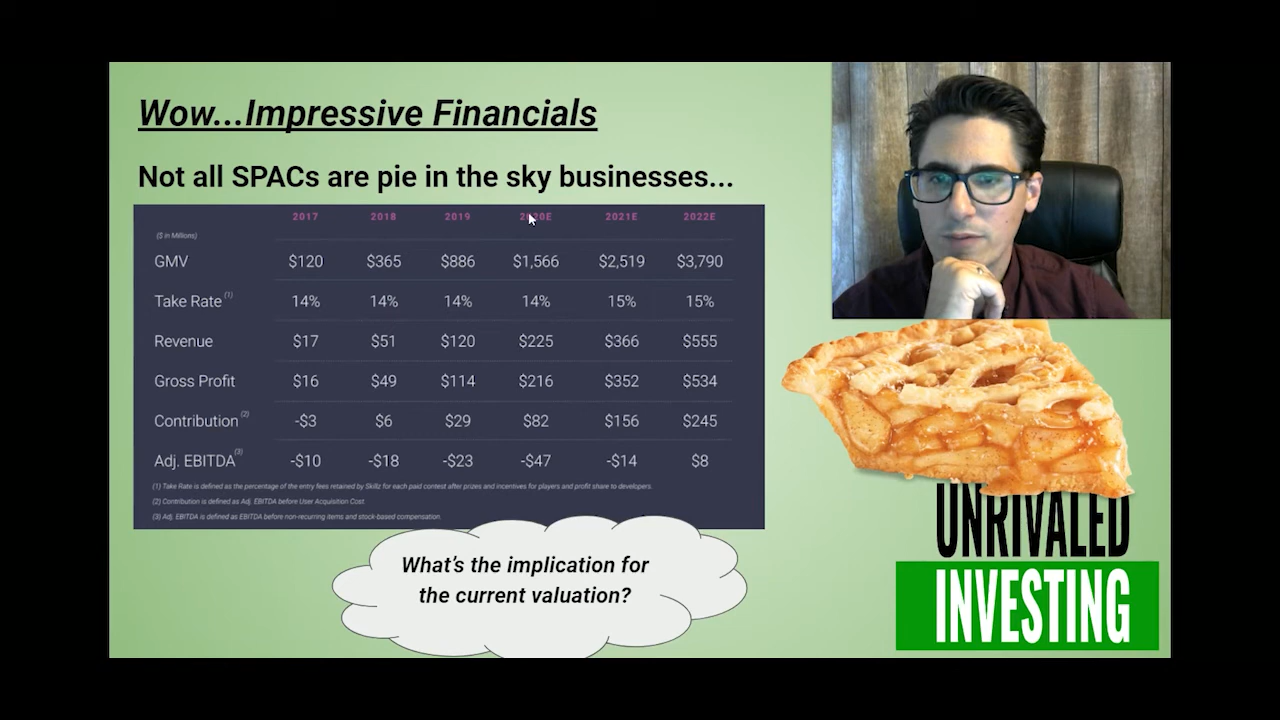 Wow...Impressive Financials
Not all SPACs are pie in the sky businesses...
2017 2018 2019 2020E 2021E 2022E
($ in Millions)
GMV $120 $365 $886 $1,566 $2,519 $3,790
Take Rate (1) 14% 14% 14% 14% 15% 15%
Revenue $17 $51 $120 $225 $366 $555
Gross Profit $16 $49 $114 $216 $352 $534
Contribution (2) -$3 $6 $29 $82 $156 $245
Adj. EBITDA (3) -$10 -$18 -$23 -$47 -$14 $8
(1) Take Rate is defined as the percentage of the entry fees retained by Skillz for each paid contest after prizes and incentives for players and profit share to developers.
(2) Contribution is defined as Adj. EBITDA before User Acquisition Cost.
(3) Adj. EBITDA is defined as EBITDA before non-recurring items and stock-based compensation.
What's the implication for
the current valuation?
UNRIVALED
INVESTING